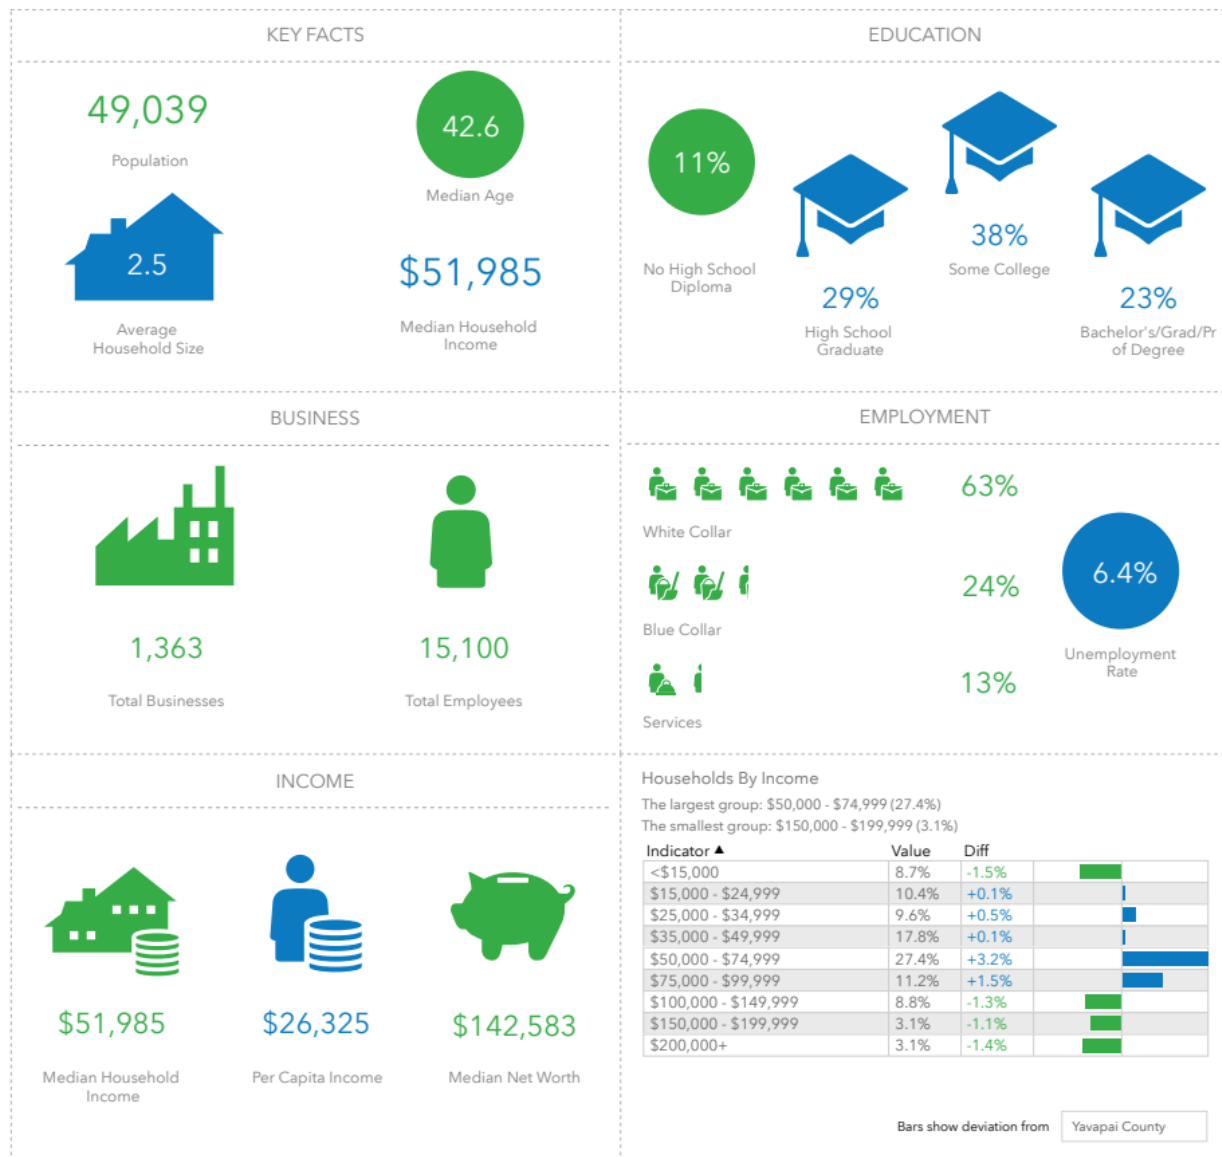 KEY FACTS
49,039
Population
42.6
Median Age
2.5
Average
Household Size
$51,985
Median Household
Income
EDUCATION
11%
No High School
Diploma
29%
High School
Graduate
38%
Some College
23%
Bachelor's/Grad/Pr
of Degree
BUSINESS
1,363
Total Businesses
15,100
Total Employees
EMPLOYMENT
63%
White Collar
24%
Blue Collar
13%
Services
6.4%
Unemployment
Rate
INCOME
$51,985
Median Household
Income
$26,325
Per Capita Income
$142,583
Median Net Worth
Households By Income
The largest group: $50,000 - $74,999 (27.4%)
The smallest group: $150,000 - $199,999 (3.1%)
Indicator ▲ Value Diff
<$15,000 8.7% -1.5%
$15,000 - $24,999 10.4% +0.1%
$25,000 - $34,999 9.6% +0.5%
$35,000 - $49,999 17.8% +0.1%
$50,000 - $74,999 27.4% +3.2%
$75,000 - $99,999 11.2% +1.5%
$100,000 - $149,999 8.8% -1.3%
$150,000 - $199,999 3.1% -1.1%
$200,000+ 3.1% -1.4%
Bars show deviation from Yavapai County